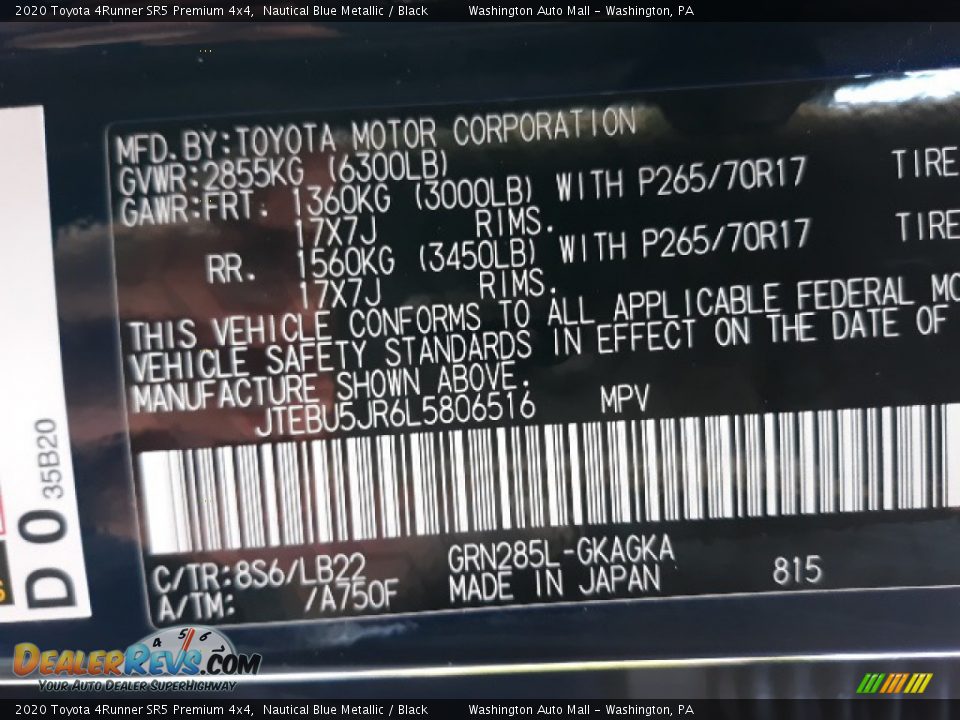 2020 Toyota 4Runner SR5 Premium 4x4, Nautical Blue Metallic / Black Washington Auto Mall - Washington, PA
MFD.BY:TOYOTA MOTOR CORPORATION
GVWR:2855KG (6300LB)
GAWR:FRT. 1360KG (3000LB) WITH P265/70R17 TIRE
17X7J RIMS.
RR. 1560KG (3450LB) WITH P265/70R17 TIRE
17X7J RIMS.
THIS VEHICLE CONFORMS TO ALL APPLICABLE FEDERAL MO
VEHICLE SAFETY STANDARDS IN EFFECT ON THE DATE OF
MANUFACTURE SHOWN ABOVE.
JTEBU5JR6L5806516 MPV
C/TR:8S6/LB22 GRN285L-GKAGKA
A/TM: /A750F MADE IN JAPAN 815
D 0 35B20
4 5 6
DEALERREVS.COM
YOUR AUTO DEALER SUPERHIGHWAY
2020 Toyota 4Runner SR5 Premium 4x4, Nautical Blue Metallic / Black Washington Auto Mall - Washington, PA